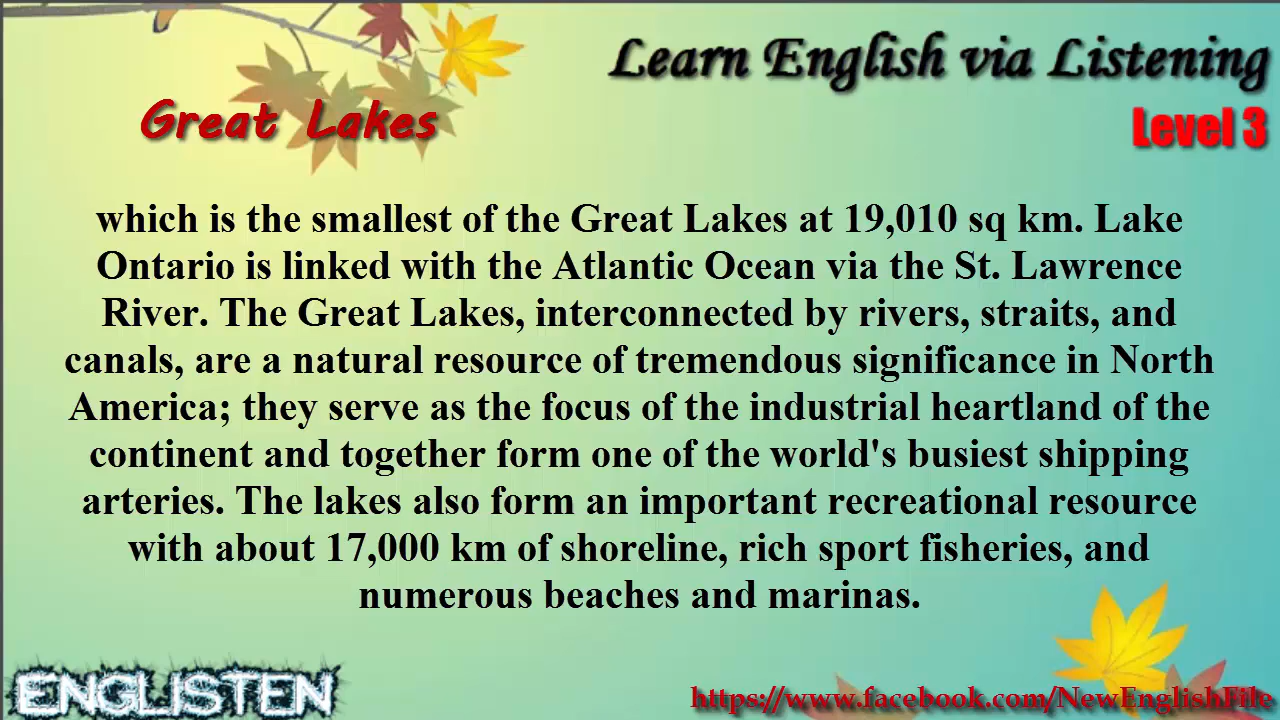 Learn English via Listening
Great Lakes
Level 3
which is the smallest of the Great Lakes at 19,010 sq km. Lake
Ontario is linked with the Atlantic Ocean via the St. Lawrence
River. The Great Lakes, interconnected by rivers, straits, and
canals, are a natural resource of tremendous significance in North
America; they serve as the focus of the industrial heartland of the
continent and together form one of the world's busiest shipping
arteries. The lakes also form an important recreational resource
with about 17,000 km of shoreline, rich sport fisheries, and
numerous beaches and marinas.
ENGLISTEN
https://www.facebook.com/NewEnglishFile